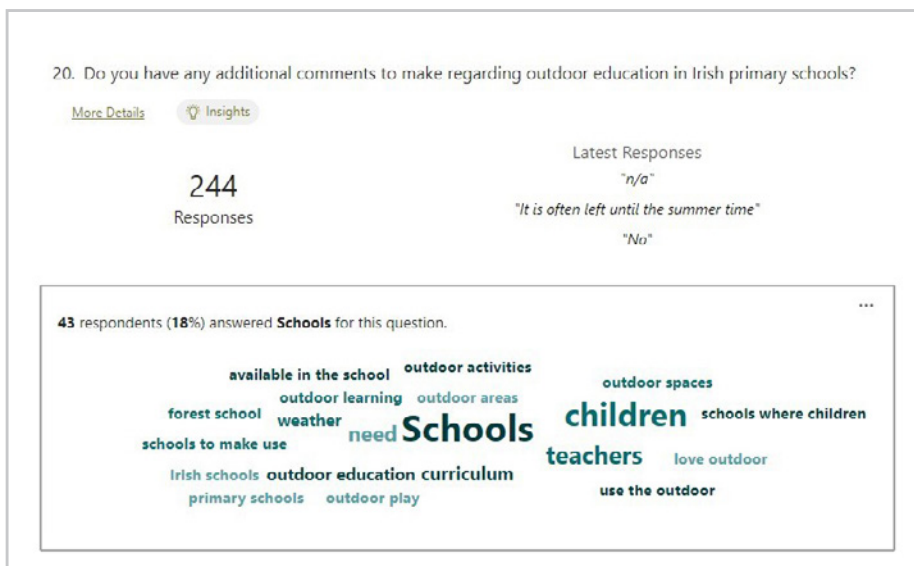 20. Do you have any additional comments to make regarding outdoor education in Irish primary schools?
More Details Insights
244
Responses
Latest Responses
"n/a"
"It is often left until the summer time"
"No"
...
43 respondents (18%) answered Schools for this question.
available in the school outdoor activities
outdoor spaces
outdoor learning outdoor areas
forest school weather need Schools children schools where children
schools to make use
teachers love outdoor
Irish schools outdoor education curriculum
use the outdoor
primary schools outdoor play